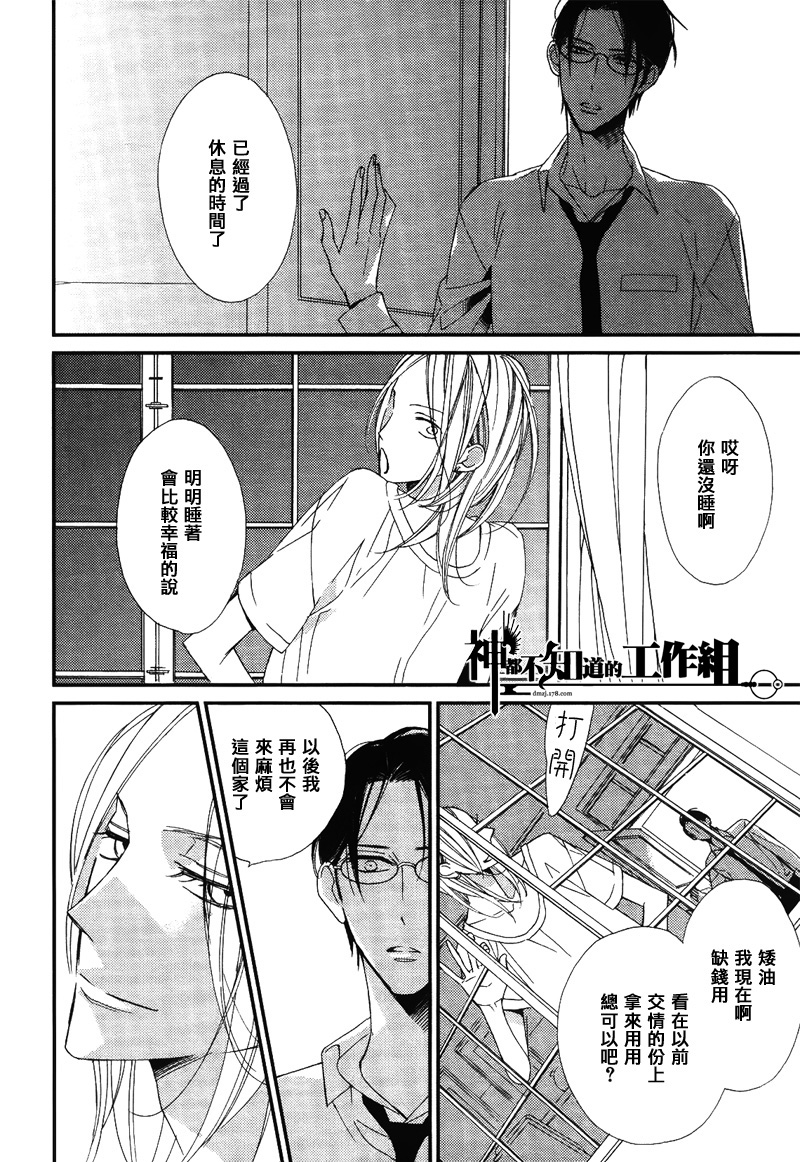 已經過了
休息的時間了
哎呀
你還沒睡啊
明明睡著
會比較幸福的說
神都不知道的工作組
dmzj.178.com
打開
矮油
我現在啊
缺錢用
看在以前
交情的份上
拿來用用
總可以吧？
以後我
再也不會
來麻煩
這個家了